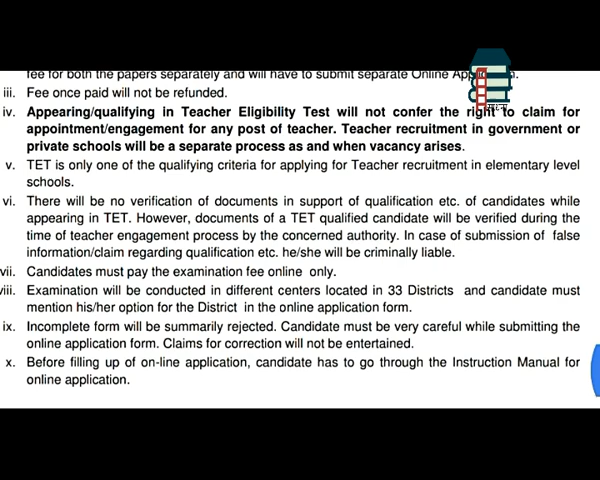 fee for both the papers separately and will have to submit separate Online
iii. Fee once paid will not be refunded.
iv. Appearing/qualifying in Teacher Eligibility Test will not confer the right to claim for
appointment/engagement for any post of teacher. Teacher recruitment in government or
private schools will be a separate process as and when vacancy arises.
v. TET is only one of the qualifying criteria for applying for Teacher recruitment in elementary level
schools.
vi. There will be no verification of documents in support of qualification etc. of candidates while
appearing in TET. However, documents of a TET qualified candidate will be verified during the
time of teacher engagement process by the concerned authority. In case of submission of false
information/claim regarding qualification etc. he/she will be criminally liable.
vii. Candidates must pay the examination fee online only.
viii. Examination will be conducted in different centers located in 33 Districts and candidate must
mention his/her option for the District in the online application form.
ix. Incomplete form will be summarily rejected. Candidate must be very careful while submitting the
online application form. Claims for correction will not be entertained.
x. Before filling up of on-line application, candidate has to go through the Instruction Manual for
online application.